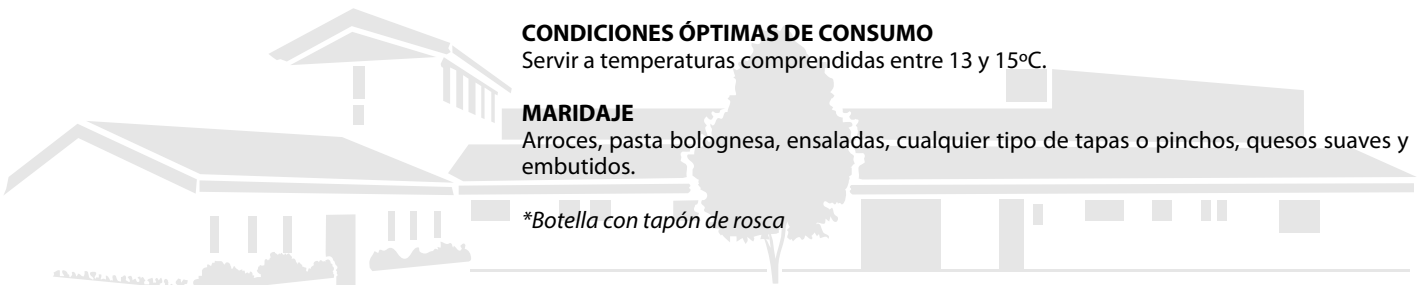 CONDICIONES ÓPTIMAS DE CONSUMO
Servir a temperaturas comprendidas entre 13 y 15ºC.
MARIDAJE
Arroces, pasta bolognesa, ensaladas, cualquier tipo de tapas o pinchos, quesos suaves y
embutidos.
*Botella con tapón de rosca